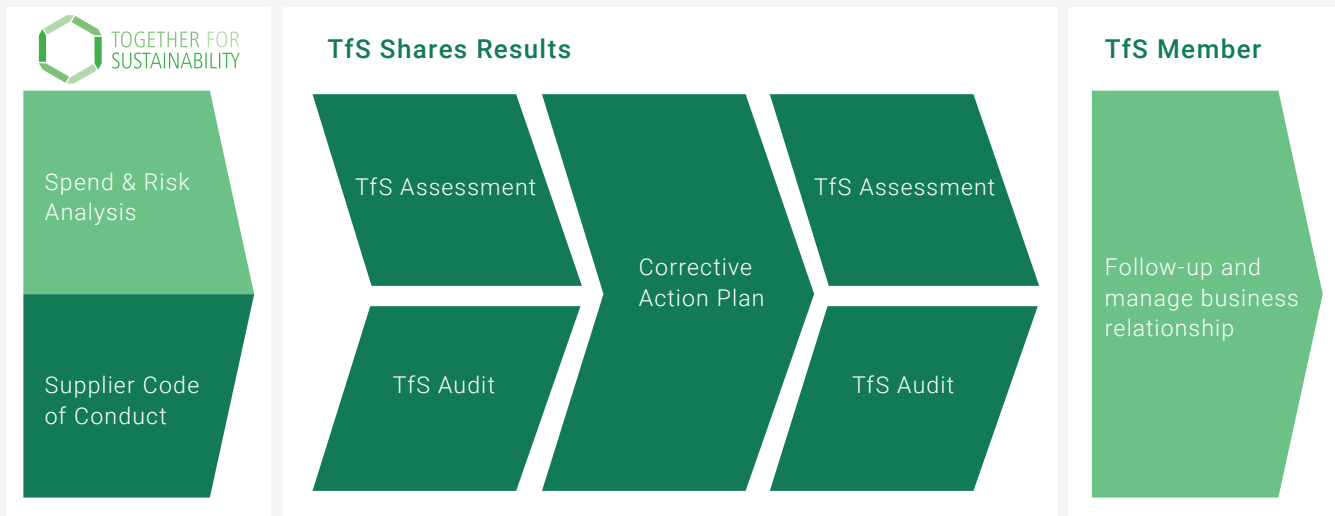 TOGETHER FOR
SUSTAINABILITY
Spend & Risk
Analysis
Supplier Code
of Conduct
TfS Shares Results
TfS Assessment
TfS Audit
Corrective
Action Plan
TfS Assessment
TfS Audit
TfS Member
Follow-up and
manage business
relationship